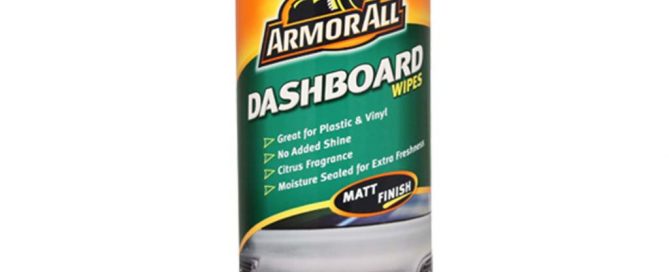 ARMORALL
DASHBOARD
WIPES
Great for Plastic & Vinyl
No Added Shine
Citrus Fragrance
Moisture Sealed for Extra Freshness
MATT
FINISH